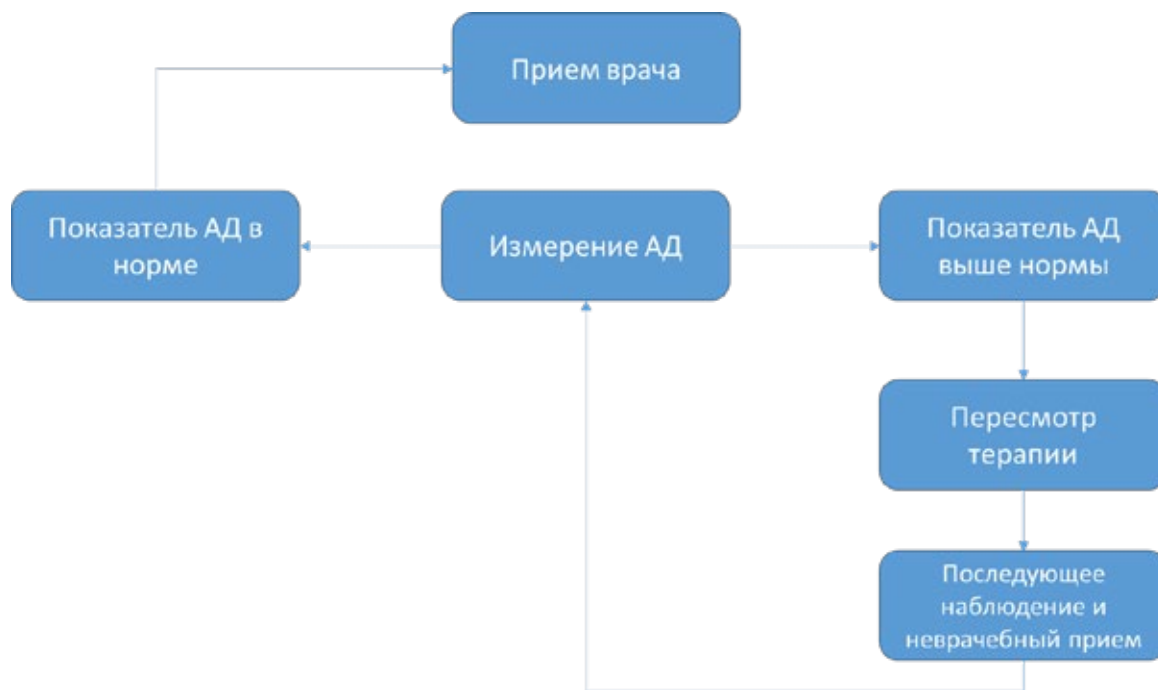 Прием врача
Показатель АД в
норме
Измерение АД
Показатель АД
выше нормы
Пересмотр
терапии
Последующее
наблюдение и
неврачебный прием